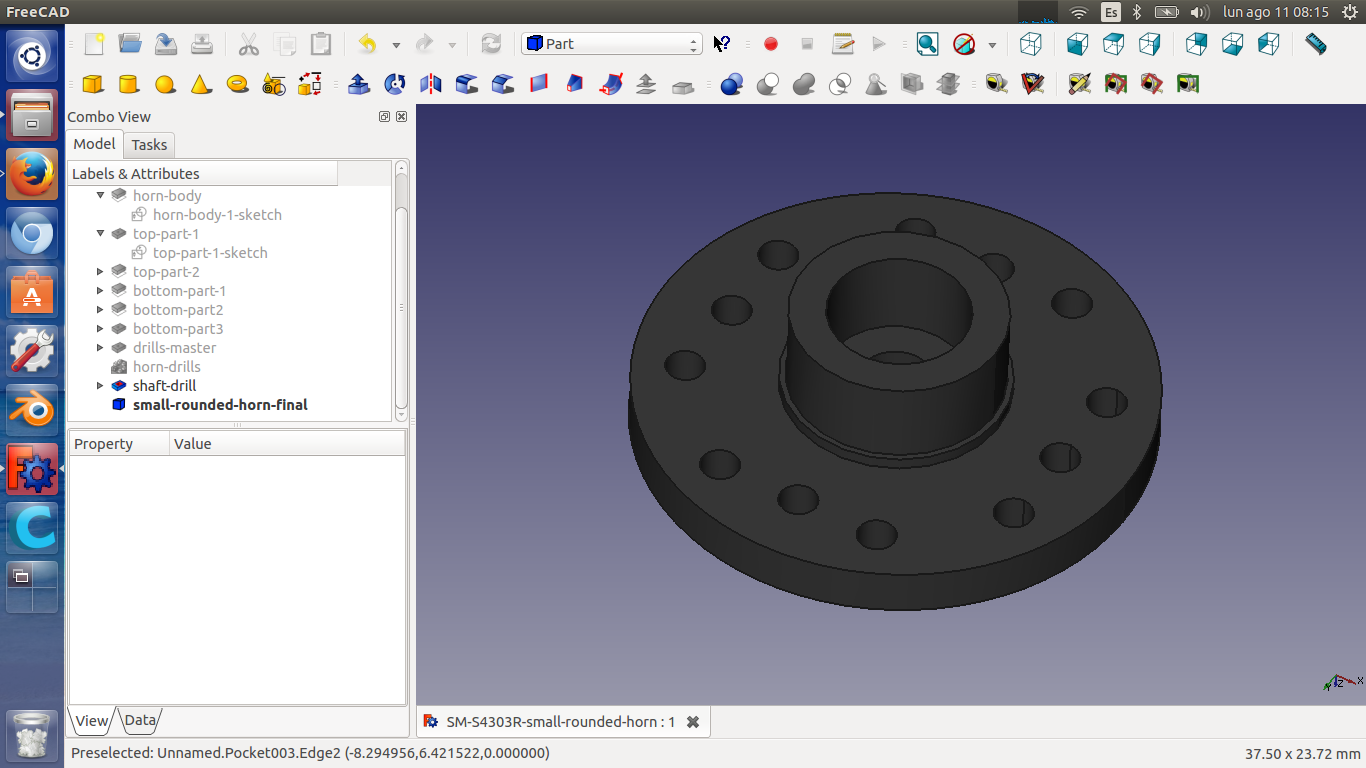 FreeCAD
Es
lun ago 11 08:15
Part
Combo View
Model
Tasks
Labels & Attributes
horn-body
horn-body-1-sketch
top-part-1
top-part-1-sketch
top-part-2
bottom-part-1
bottom-part2
bottom-part3
drills-master
horn-drills
shaft-drill
small-rounded-horn-final
Property
Value
View
Data
SM-S4303R-small-rounded-horn : 1
Y
Z
X
Preselected: Unnamed.Pocket003.Edge2 (-8.294956,6.421522,0.000000)
37.50 x 23.72 mm